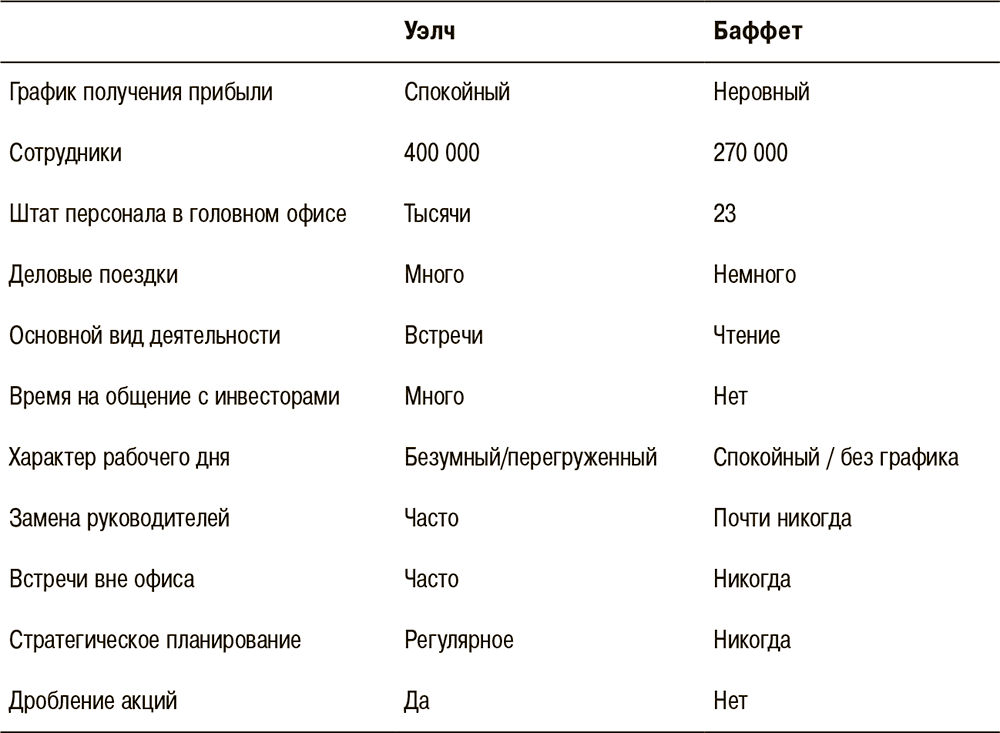 Уэлч Баффет
График получения прибыли Спокойный Неровный
Сотрудники 400 000 270 000
Штат персонала в головном офисе Тысячи 23
Деловые поездки Много Немного
Основной вид деятельности Встречи Чтение
Время на общение с инвесторами Много Нет
Характер рабочего дня Безумный/перегруженный Спокойный / без графика
Замена руководителей Часто Почти никогда
Встречи вне офиса Часто Никогда
Стратегическое планирование Регулярное Никогда
Дробление акций Да Нет